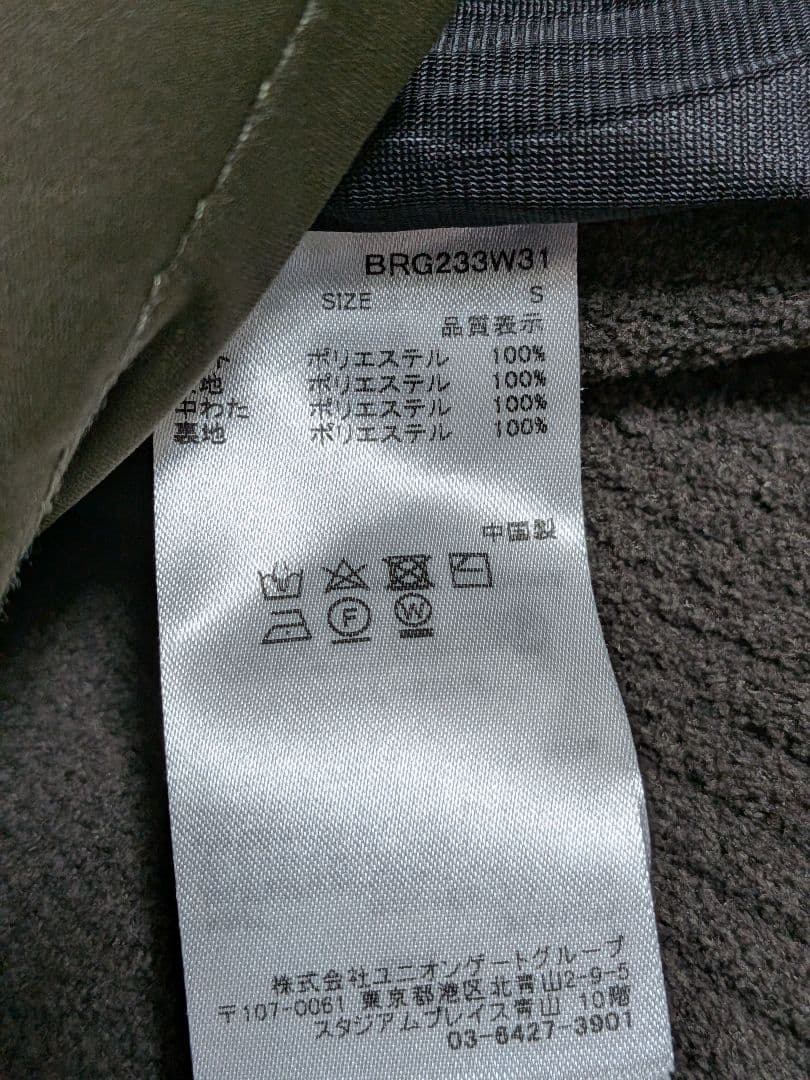 BRG233W31
SIZE S
品質表示
ポリエステル 100%
地 ポリエステル 100%
中わた ポリエステル 100%
裏地 ポリエステル 100%
中国製
F W
株式会社ユニオンゲートグループ
〒107-0061 東京都港区北青山2-9-5
スタジアムプレイス青山 10階
03-6427-3901